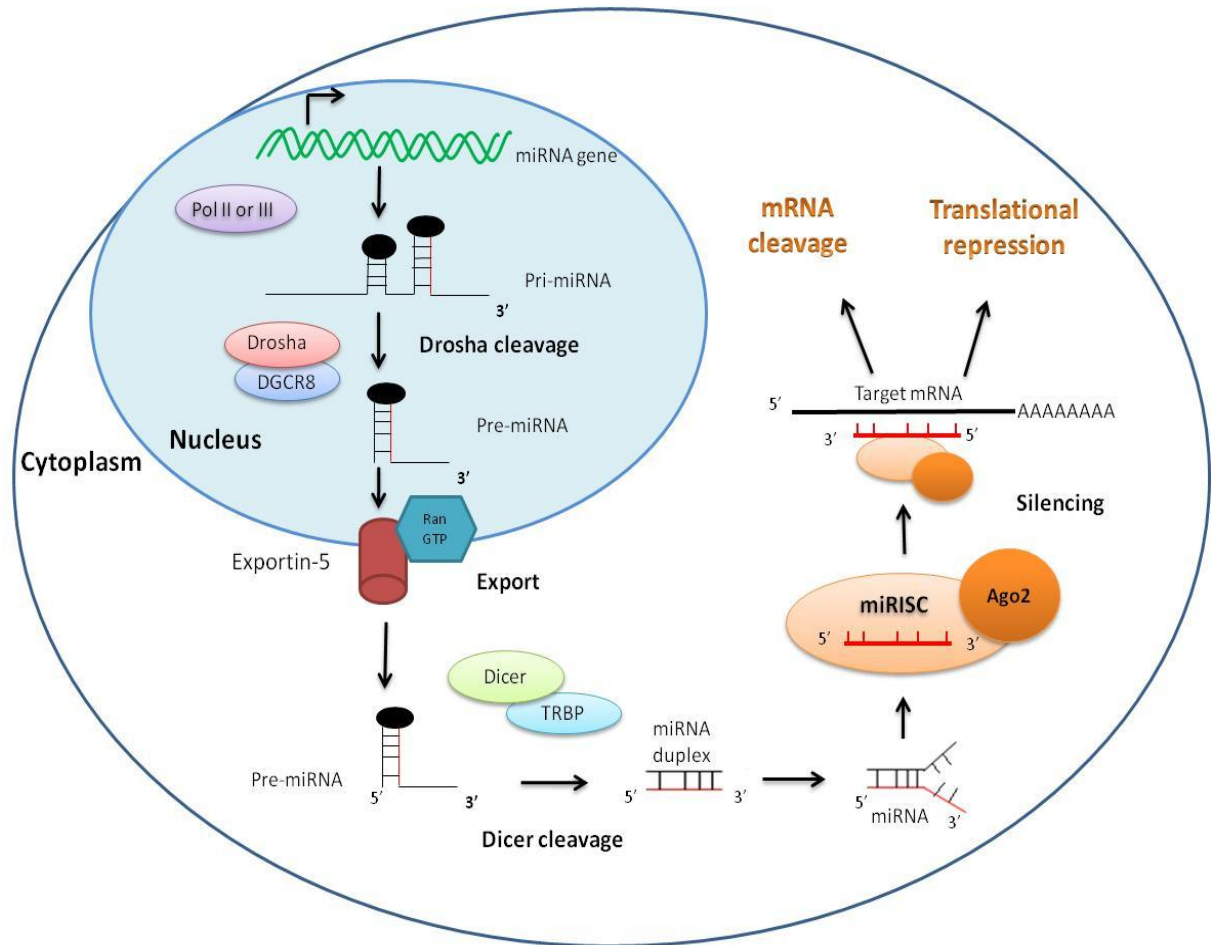 miRNA gene
Pol II or III
Pri-miRNA
3′
Drosha cleavage
Drosha
DGCR8
Pre-miRNA
3′
Nucleus
Cytoplasm
Ran
GTP
Exportin-5
Export
Dicer
TRBP
Pre-miRNA
5′
3′
Dicer cleavage
miRNA
duplex
5′
3′
5′
miRNA
3′
miRISC
Ago2
5′
3′
Silencing
Target mRNA
5′
AAAAAAAA
3′
5′
mRNA
cleavage
Translational
repression